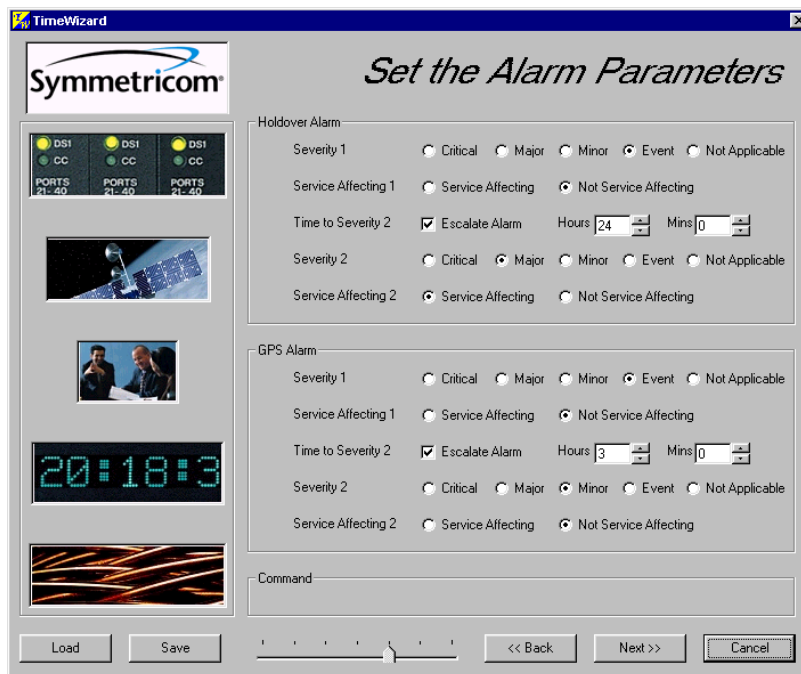 TimeWizard
Symmetricom
Set the Alarm Parameters
DS1 DS1 DS1
CC CC CC
PORTS PORTS PORTS
21-40 21-40 21-40
20:18:3
Holdover Alarm
Severity 1 Critical Major Minor Event Not Applicable
Service Affecting 1 Service Affecting Not Service Affecting
Time to Severity 2 Escalate Alarm Hours 24 Mins 0
Severity 2 Critical Major Minor Event Not Applicable
Service Affecting 2 Service Affecting Not Service Affecting
GPS Alarm
Severity 1 Critical Major Minor Event Not Applicable
Service Affecting 1 Service Affecting Not Service Affecting
Time to Severity 2 Escalate Alarm Hours 3 Mins 0
Severity 2 Critical Major Minor Event Not Applicable
Service Affecting 2 Service Affecting Not Service Affecting
Command
Load Save << Back Next >> Cancel